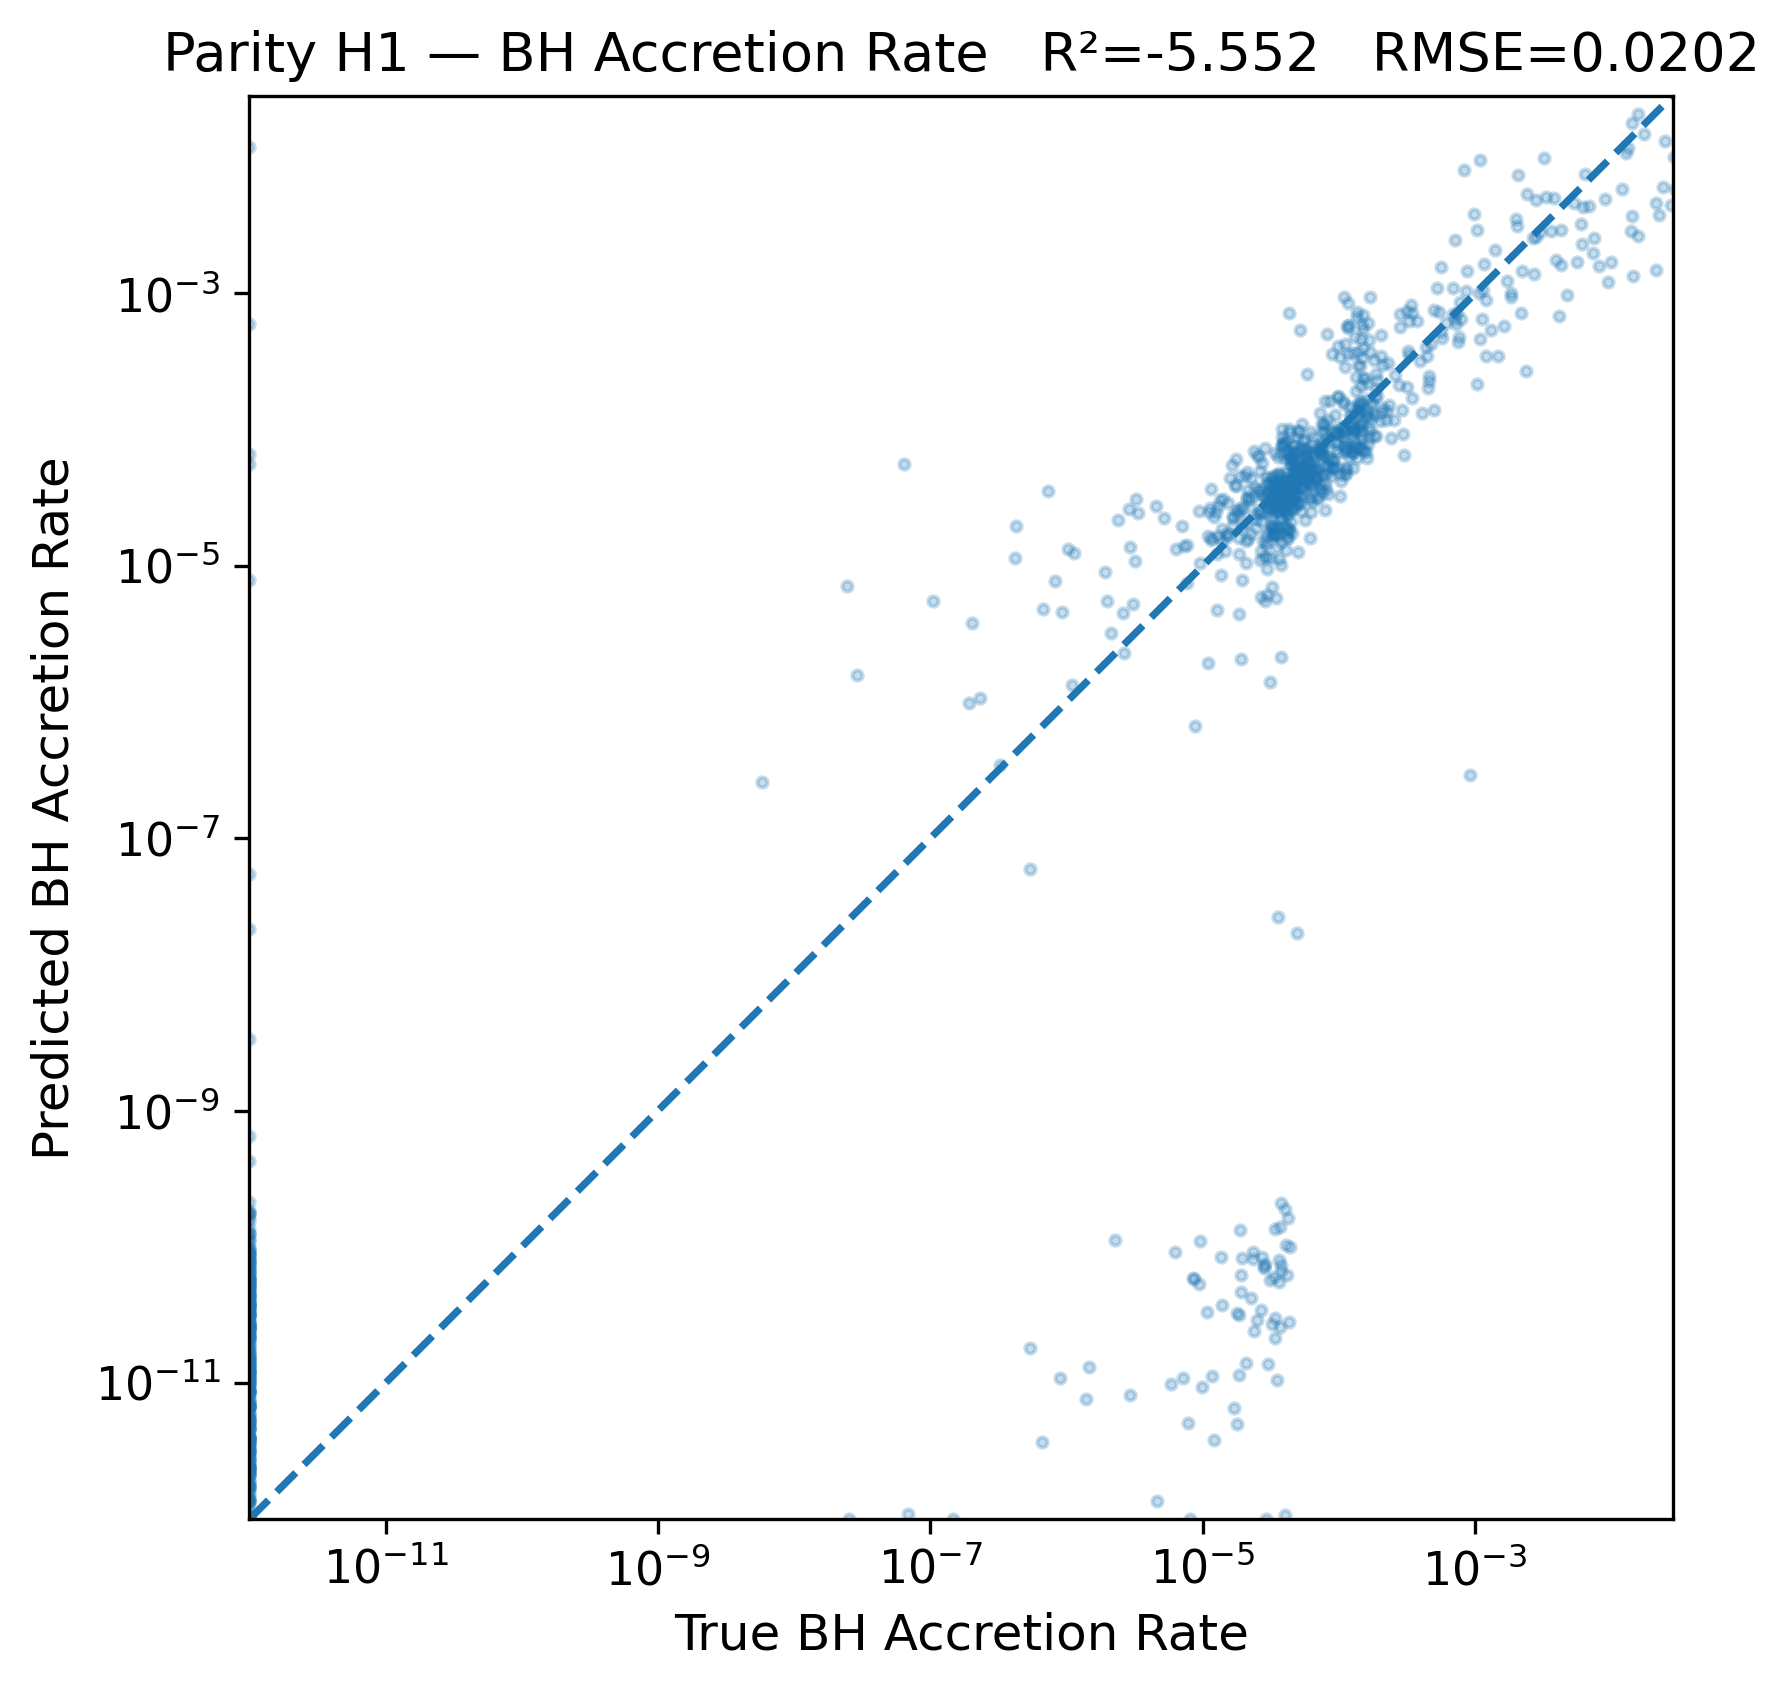 Parity H1 — BH Accretion Rate R²=-5.552 RMSE=0.0202
Predicted BH Accretion Rate
10⁻³
10⁻⁵
10⁻⁷
10⁻⁹
10⁻¹¹
10⁻¹¹ 10⁻⁹ 10⁻⁷ 10⁻⁵ 10⁻³
True BH Accretion Rate